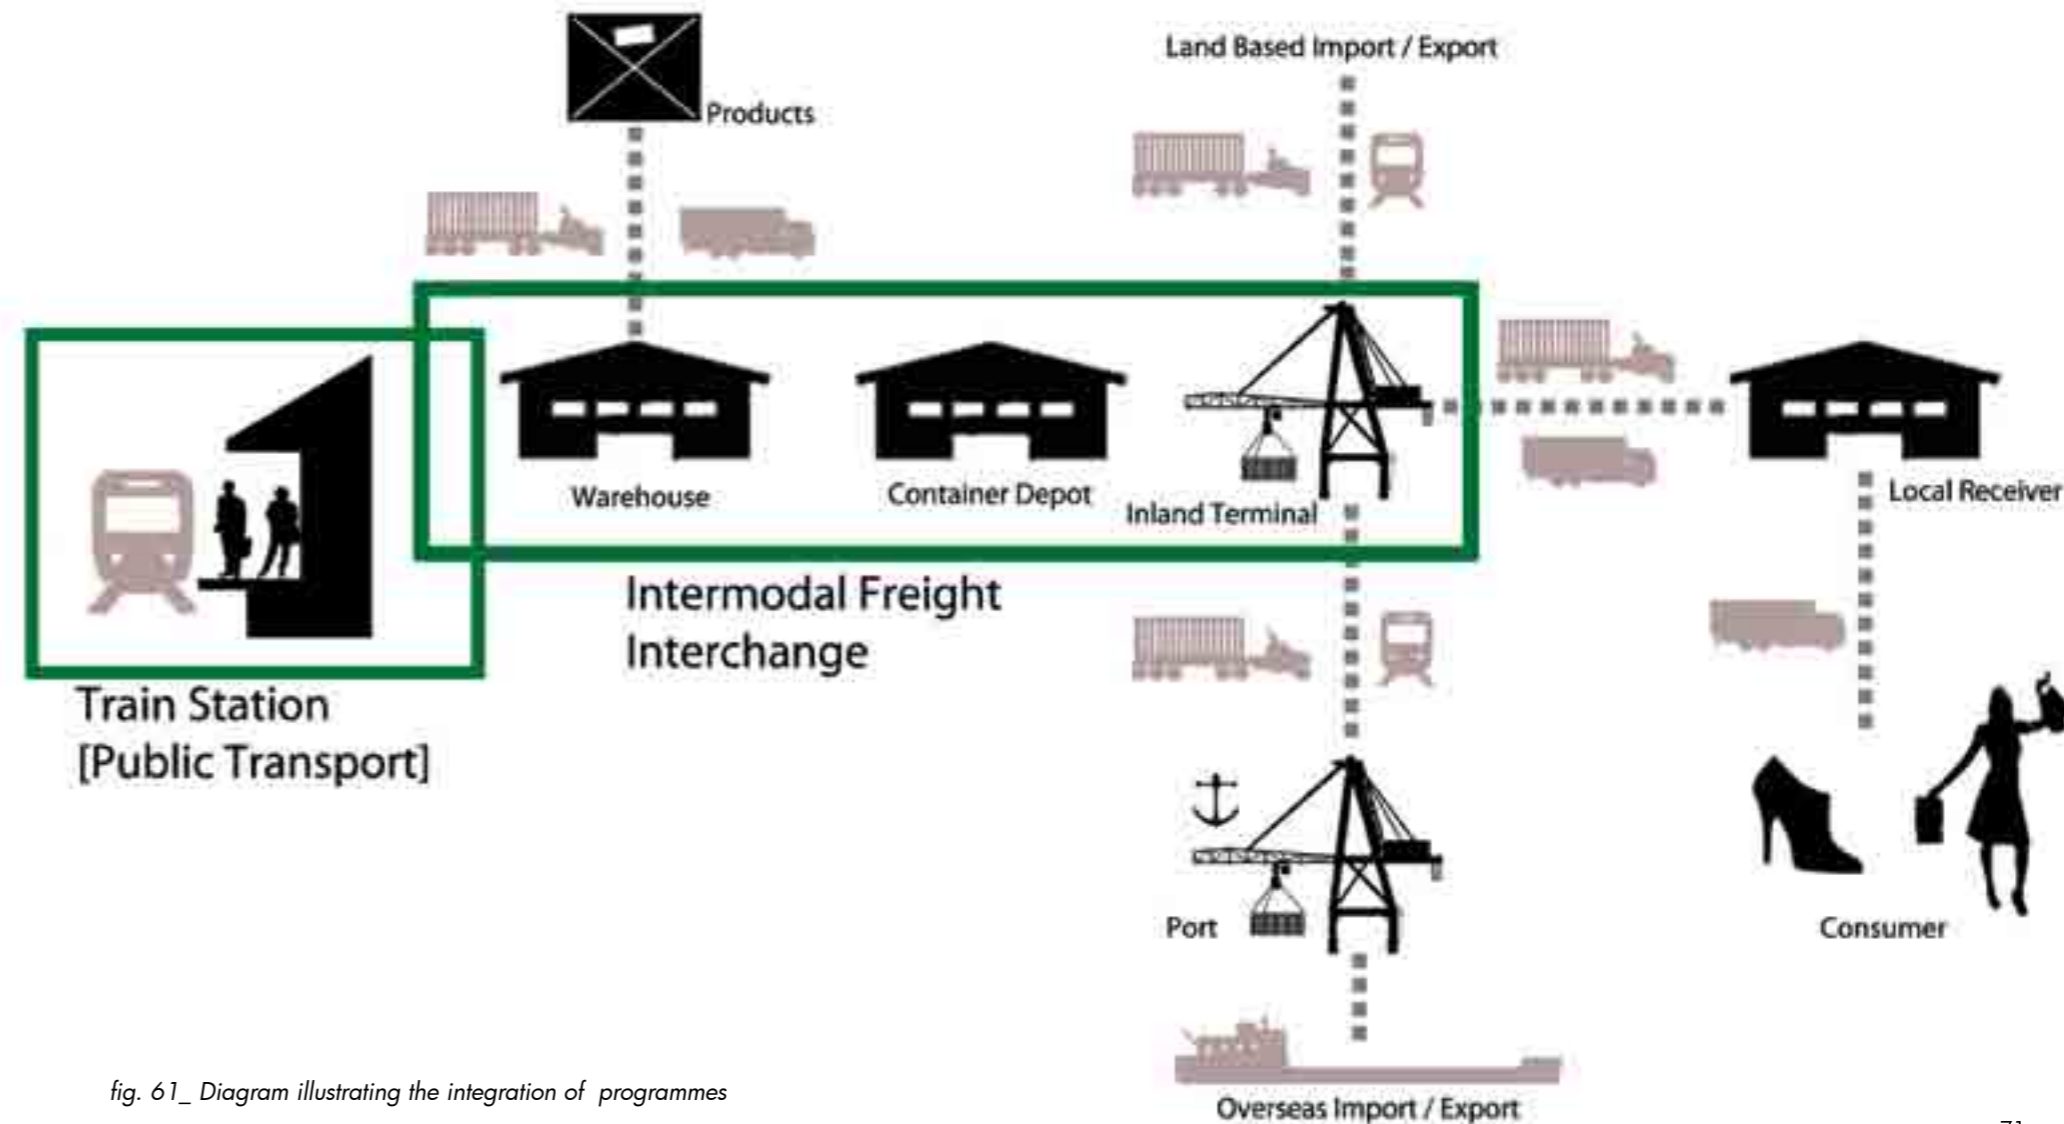 Land Based Import / Export
Products
Warehouse
Container Depot
Inland Terminal
Local Receiver
Intermodal Freight
Interchange
Train Station
[Public Transport]
Port
Consumer
fig. 61_ Diagram illustrating the integration of programmes
Overseas Import / Export